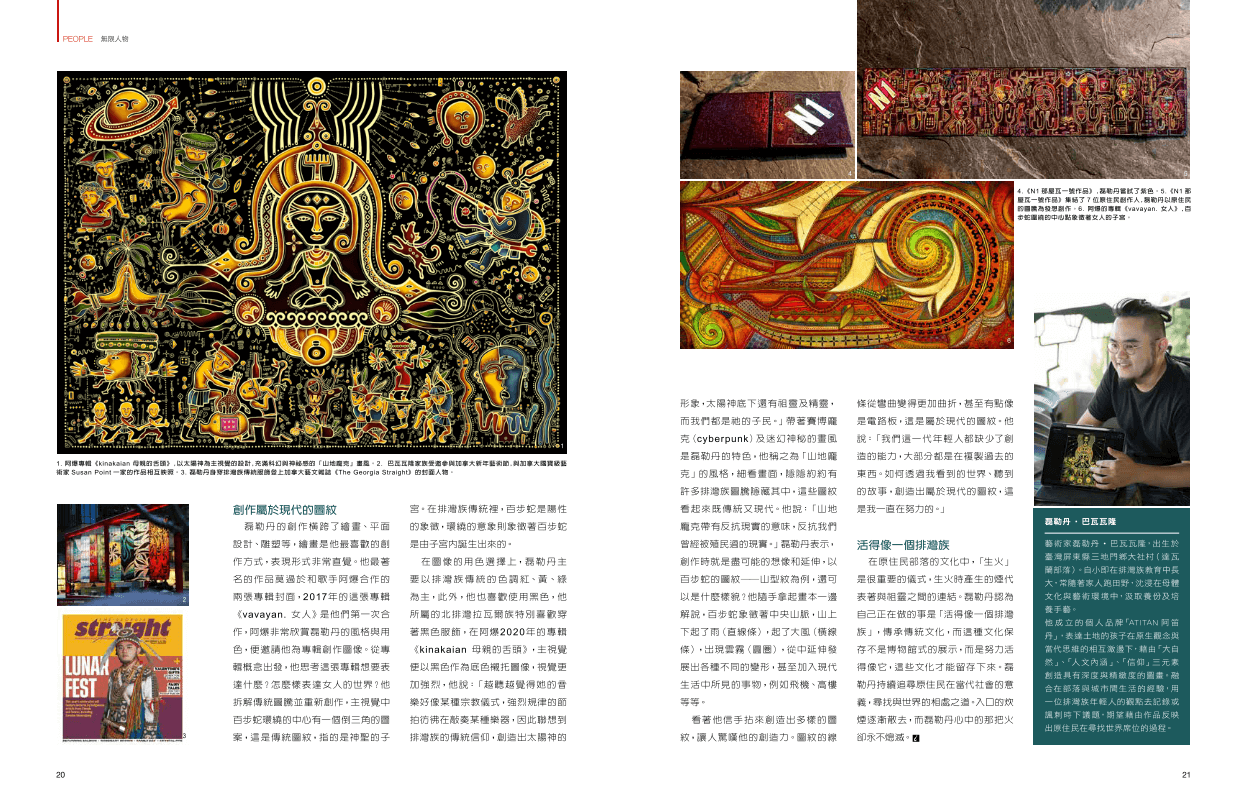 PEOPLE 無限人物
1
1. 阿爆專輯《kinakaian 母親的舌頭》,以太陽神為主視覺的設計,充滿科幻與神祕感的「山地龐克」畫風。2. 巴瓦瓦隆家族受邀參與加拿大新年藝術節,與加拿大國寶級藝
術家 Susan Point 一家的作品相互映照。3. 磊勒丹身穿排灣族傳統服飾登上加拿大藝文雜誌《The Georgia Straight》的封面人物。
2
straight
LUNAR
FEST
3
創作屬於現代的圖紋
磊勒丹的創作橫跨了繪畫、平面
設計、雕塑等,繪畫是他最喜歡的創
作方式,表現形式非常直覺。他最著
名的作品莫過於和歌手阿爆合作的
兩張專輯封面,2017年的這張專輯
《vavayan. 女人》是他們第一次合
作,阿爆非常欣賞磊勒丹的風格與用
色,便邀請他為專輯創作圖像。從專
輯概念出發,他思考這張專輯想要表
達什麼?怎麼樣表達女人的世界?他
拆解傳統圖騰並重新創作,主視覺中
百步蛇環繞的中心有一個倒三角的圖
案,這是傳統圖紋,指的是神聖的子
宮。在排灣族傳統裡,百步蛇是陽性
的象徵,環繞的意象則象徵著百步蛇
是由子宮內誕生出來的。
在圖像的用色選擇上,磊勒丹主
要以排灣族傳統的色調紅、黃、綠
為主,此外,他也喜歡使用黑色,他
所屬的北排灣拉瓦爾族特別喜歡穿
著黑色服飾,在阿爆2020年的專輯
《kinakaian 母親的舌頭》,主視覺
便以黑色作為底色襯托圖像,視覺更
加強烈,他說:「越聽越覺得她的音
樂好像某種宗教儀式,強烈規律的節
拍彷彿在敲奏某種樂器,因此聯想到
排灣族的傳統信仰,創造出太陽神的
20
N1
4
N1
5
6
4.《N1 部屋瓦一號作品》,磊勒丹嘗試了紫色。5.《N1 部
屋瓦一號作品》集結了 7 位原住民創作人,磊勒丹以原住民
的圖騰為發想創作。6. 阿爆的專輯《vavayan. 女人》,百
步蛇圍繞的中心點象徵著女人的子宮。
形象,太陽神底下還有祖靈及精靈,
而我們都是祂的子民。」帶著賽博龐
克(cyberpunk)及迷幻神秘的畫風
是磊勒丹的特色。他稱之為「山地龐
克」的風格,細看畫面,隱隱約約有
許多排灣族圖騰隱藏其中,這些圖紋
看起來既傳統又現代。他說:「山地
龐克帶有反抗現實的意味,反抗我們
曾經被殖民過的現實。」磊勒丹表示,
創作時就是盡可能的想像和延伸,以
百步蛇的圖紋——山型紋為例,還可
以是什麼樣貌?他隨手拿起畫本一邊
解說,百步蛇象徵著中央山脈,山上
下起了雨(直線條),起了大風(橫線
條),出現雲霧(圓圈),從中延伸發
展出各種不同的變形,甚至加入現代
生活中所見的事物,例如飛機、高樓
等等。
看著他信手拈來創造出多樣的圖
紋,讓人驚嘆他的創造力。圖紋的線
條從彎曲變得更加曲折,甚至有點像
是電路板,這是屬於現代的圖紋。他
說:「我們這一代年輕人都缺少了創
造的能力,大部分都是在複製過去的
東西。如何透過我看到的世界、聽到
的故事,創造出屬於現代的圖紋,這
是我一直在努力的。」
活得像一個排灣族
在原住民部落的文化中,「生火」
是很重要的儀式,生火時產生的煙代
表著與祖靈之間的連結。磊勒丹認為
自己正在做的事是「活得像一個排灣
族」,傳承傳統文化,而這種文化保
存不是博物館式的展示,而是努力活
得像它,這些文化才能留存下來。磊
勒丹持續追尋原住民在當代社會的意
義,尋找與世界的相處之道。入口的炊
煙逐漸散去,而磊勒丹心中的那把火
卻永不熄滅。
磊勒丹・巴瓦瓦隆
藝術家磊勒丹・巴瓦瓦隆,出生於
臺灣屏東縣三地門鄉大社村(達瓦
蘭部落)。自小即在排灣族教育中長
大,常隨著家人跑田野,沈浸在母體
文化與藝術環境中,汲取養份及培
養手藝。
他成立的個人品牌「ATITAN 阿笛
丹」,表達土地的孩子在原生觀念與
當代思維的相互激盪下,藉由「大自
然」、「人文內涵」、「信仰」三元素
創造具有深度與精緻度的圖畫。融
合在部落與城市間生活的經驗,用
一位排灣族年輕人的觀點去記錄或
諷刺時下議題,期望藉由作品反映
出原住民在尋找世界席位的過程。
21